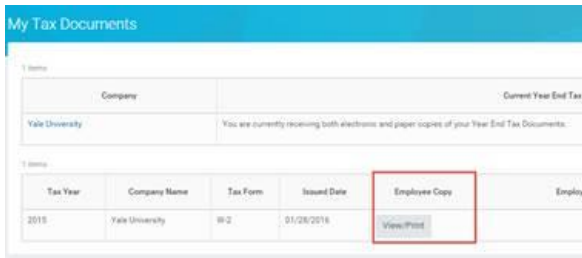 My Tax Documents
1 items
Company Current Year End Tax
Yale University You are currently receiving both electronic and paper copies of your Year End Tax Documents.
1 items
Tax Year Company Name Tax Form Issued Date Employee Copy Employ
2015 Yale University W-2 01/28/2016 View/Print